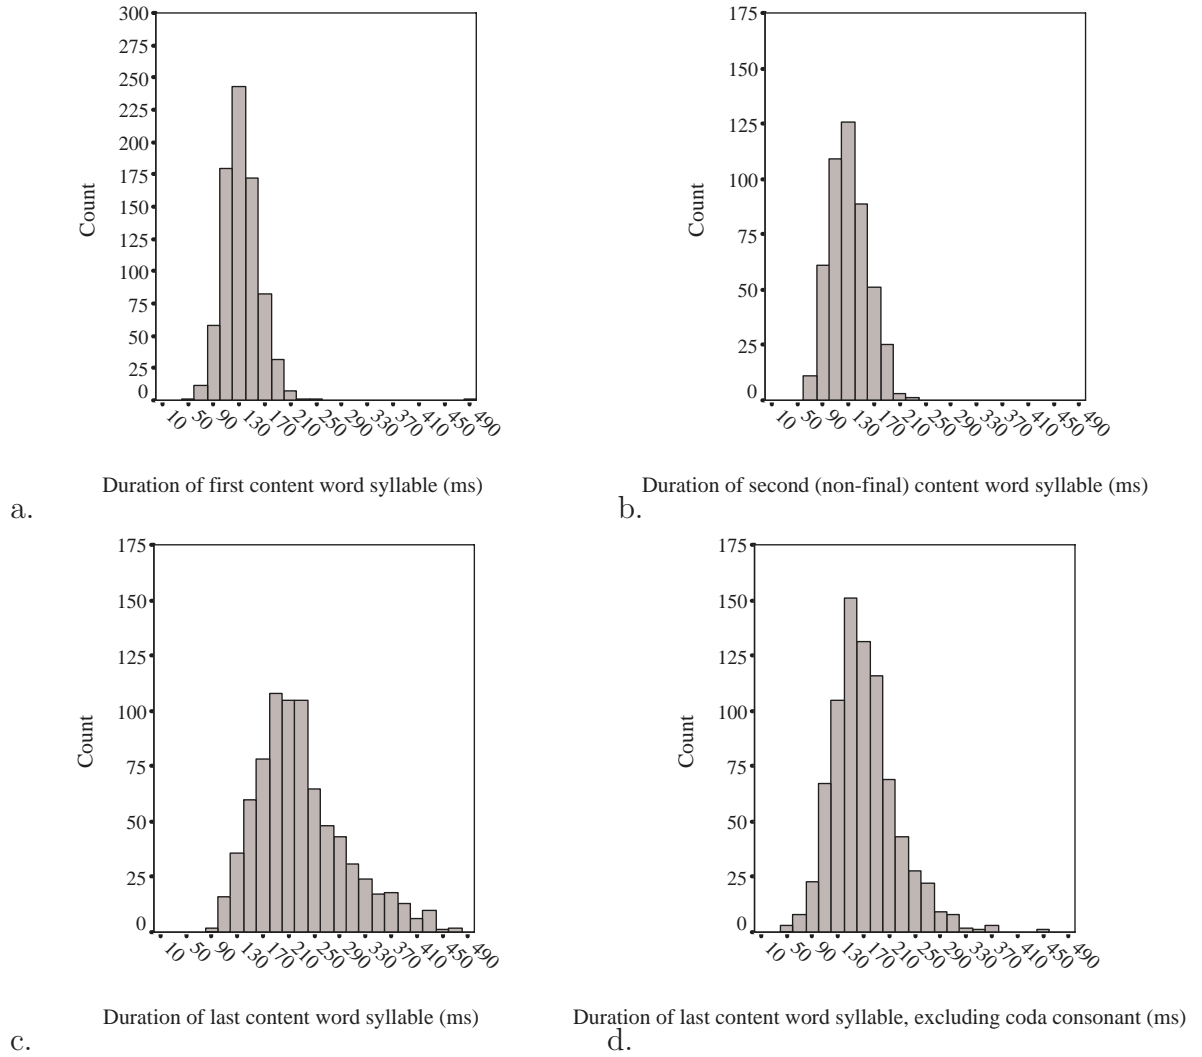 300
275
250
225
200
175
150
125
100
75
50
25
0
Count
10 50 90 130 170 210 250 290 330 370 410 450 490
Duration of first content word syllable (ms)
a.
175
150
125
100
75
50
25
0
Count
10 50 90 130 170 210 250 290 330 370 410 450 490
Duration of second (non-final) content word syllable (ms)
b.
175
150
125
100
75
50
25
0
Count
10 50 90 130 170 210 250 290 330 370 410 450 490
Duration of last content word syllable (ms)
c.
175
150
125
100
75
50
25
0
Count
10 50 90 130 170 210 250 290 330 370 410 450 490
Duration of last content word syllable, excluding coda consonant (ms)
d.